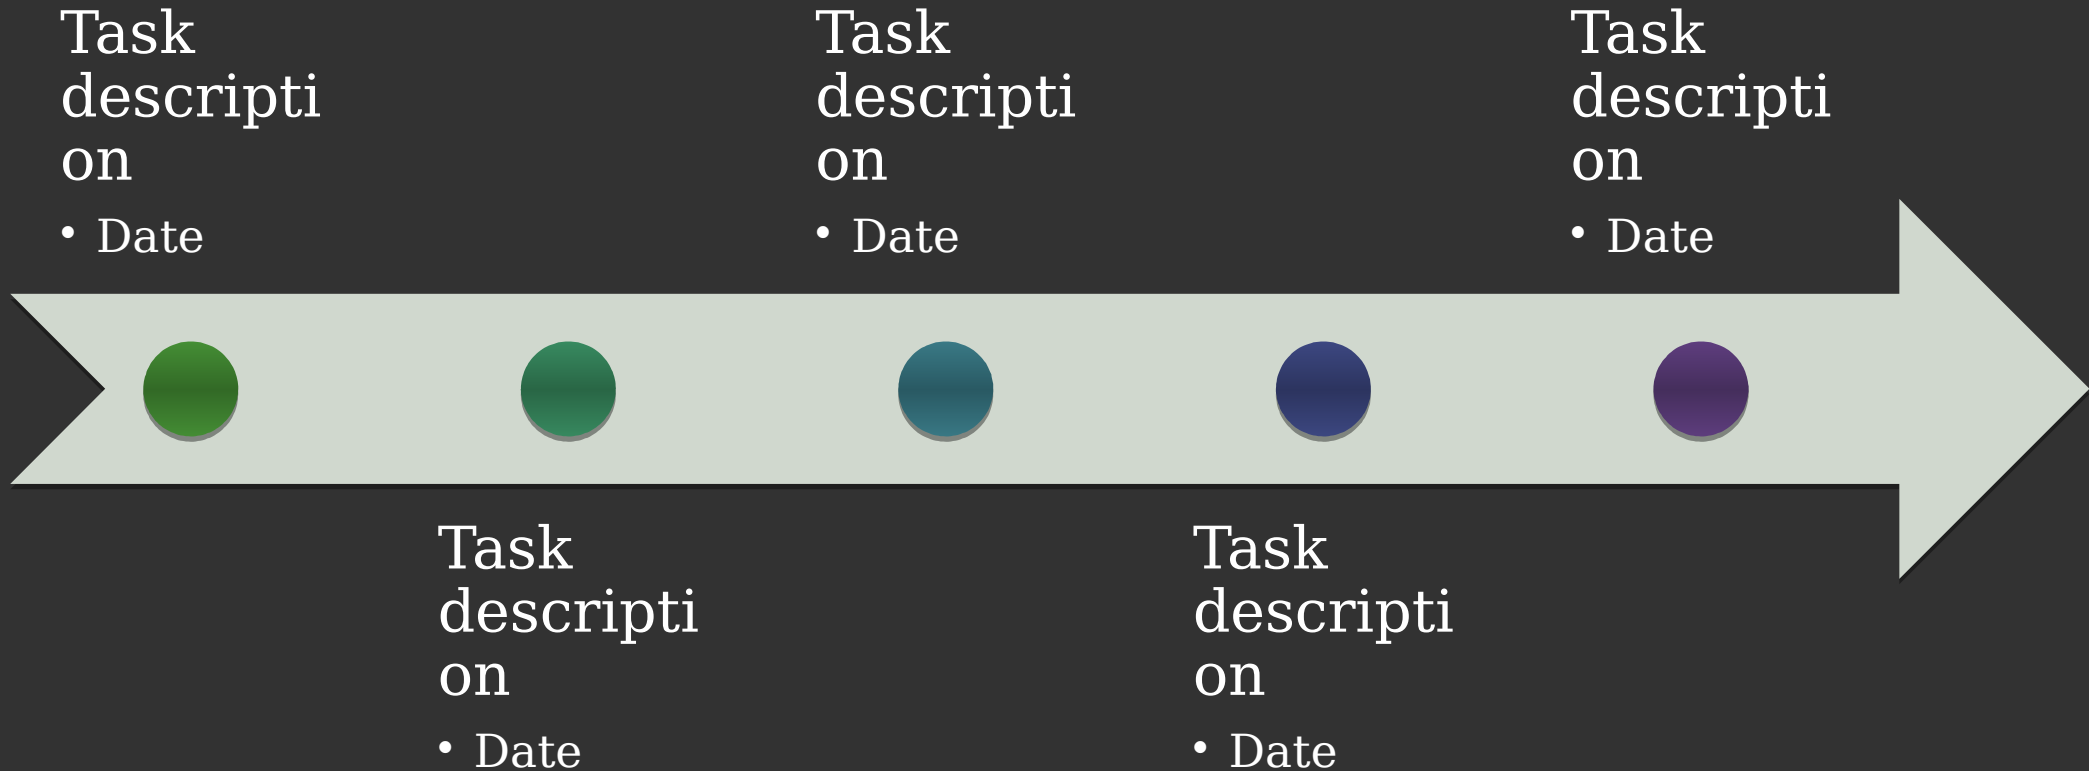 Task
descripti
on
• Date
Task
descripti
on
• Date
Task
descripti
on
• Date
Task
descripti
on
• Date
Task
descripti
on
• Date